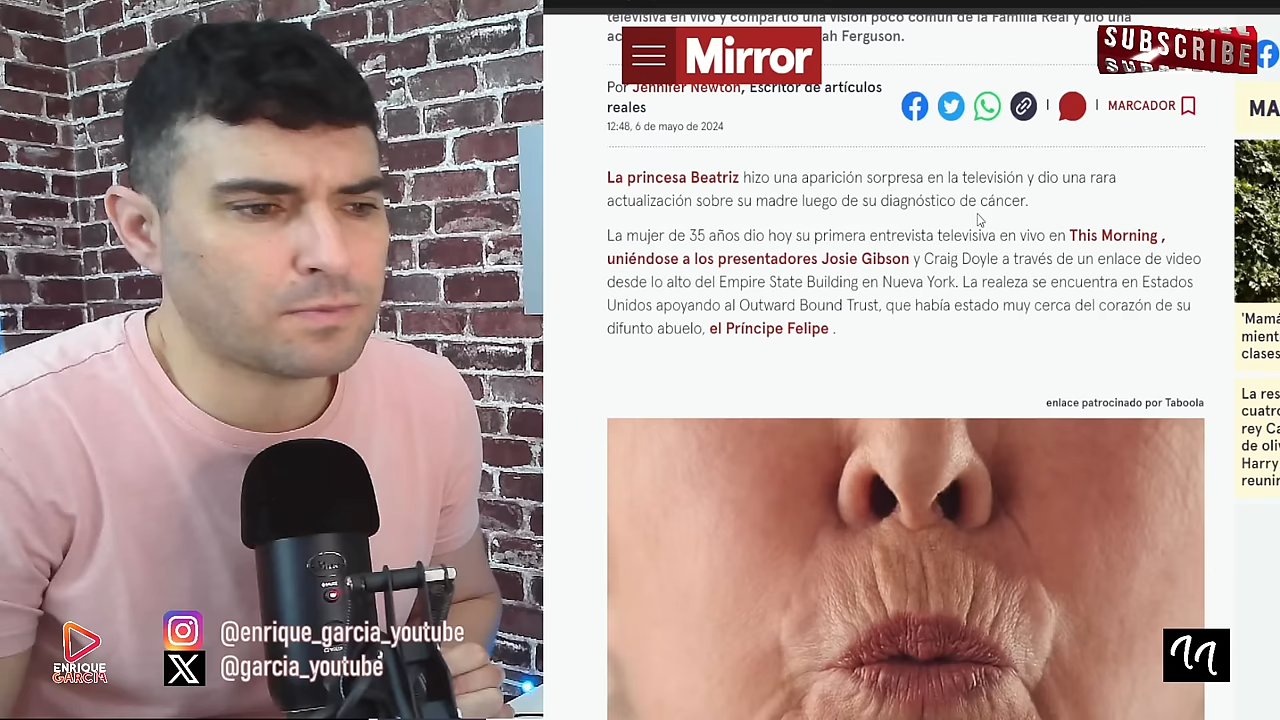 televisiva en vivo y compartió una visión poco común de la Familia Real y dio una
ah Ferguson.
Mirror
SUBSCRIBE
Por Jennifer Newton, Escritor de artículos
reales
12:48, 6 de mayo de 2024
MARCADOR
La princesa Beatriz hizo una aparición sorpresa en la televisión y dio una rara
actualización sobre su madre luego de su diagnóstico de cáncer.
La mujer de 35 años dio hoy su primera entrevista televisiva en vivo en This Morning ,
uniéndose a los presentadores Josie Gibson y Craig Doyle a través de un enlace de video
desde lo alto del Empire State Building en Nueva York. La realeza se encuentra en Estados
Unidos apoyando al Outward Bound Trust, que había estado muy cerca del corazón de su
difunto abuelo, el Príncipe Felipe .
enlace patrocinado por Taboola
MA
'Mamá
mient
clases
La res
cuatro
rey Ca
de oliv
Harry
reunir
ENRIQUE
GARCIA
@enrique_garcia_youtube
@garcia_youtube